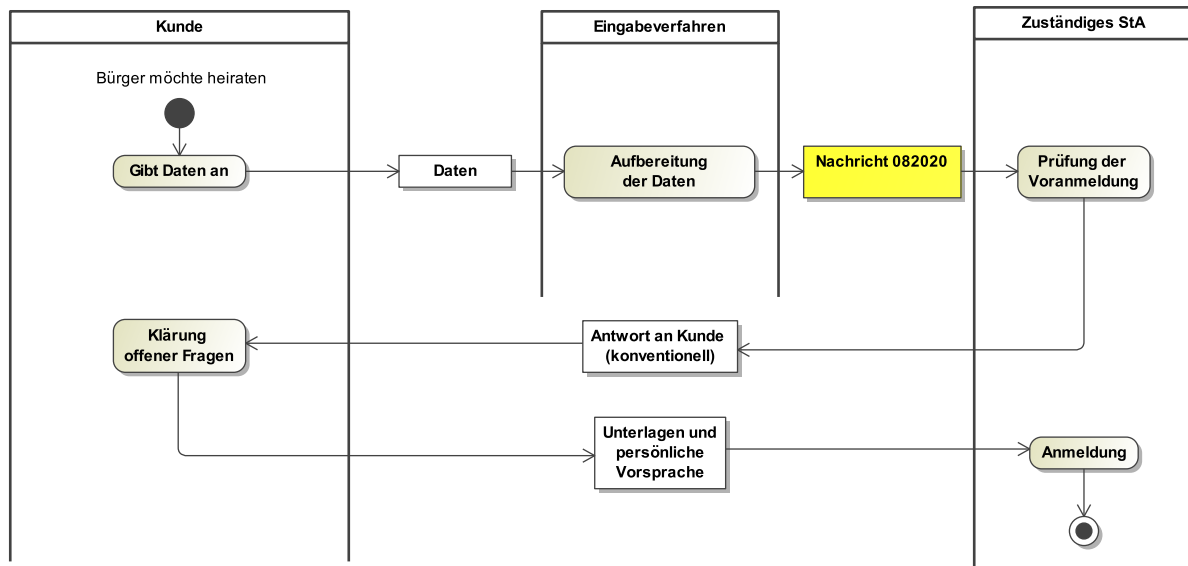 Kunde
Eingabeverfahren
Zuständiges StA
Bürger möchte heiraten
Gibt Daten an
Daten
Aufbereitung
der Daten
Nachricht 082020
Prüfung der
Voranmeldung
Klärung
offener Fragen
Antwort an Kunde
(konventionell)
Unterlagen und
persönliche
Vorsprache
Anmeldung